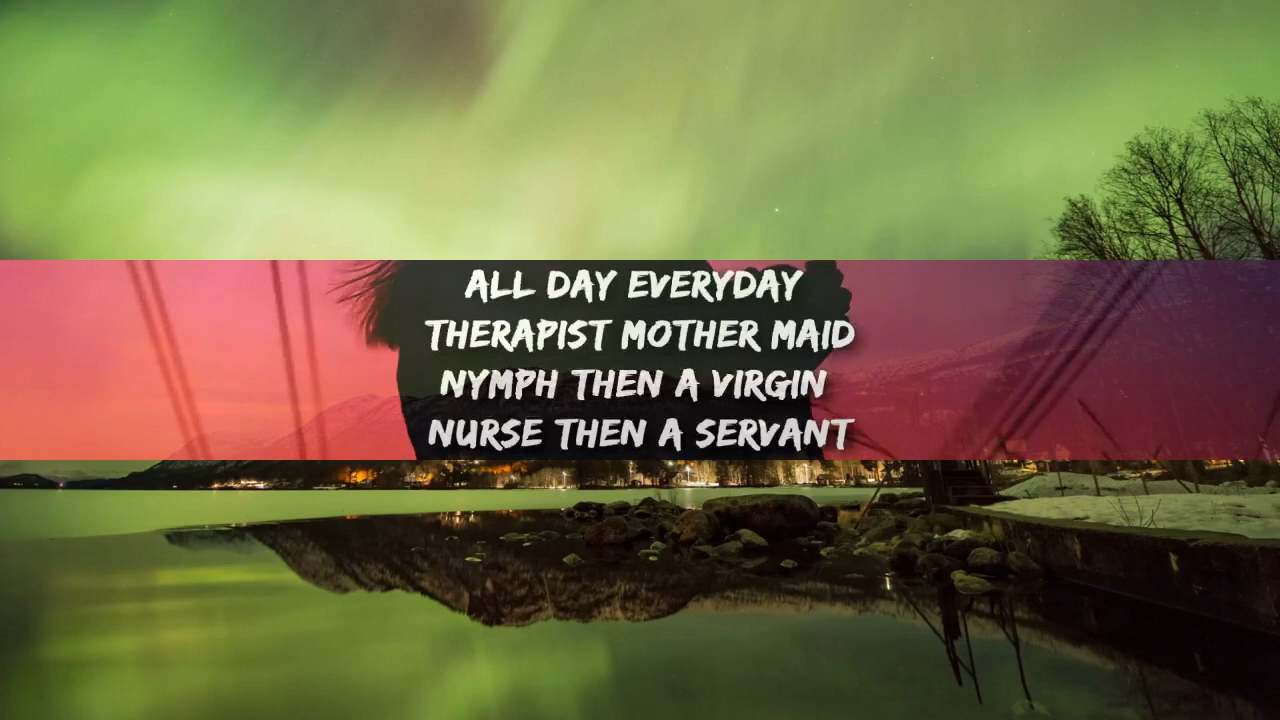 ALL DAY EVERYDAY
THERAPIST MOTHER MAID
NYMPH THEN A VIRGIN
NURSE THEN A SERVANT